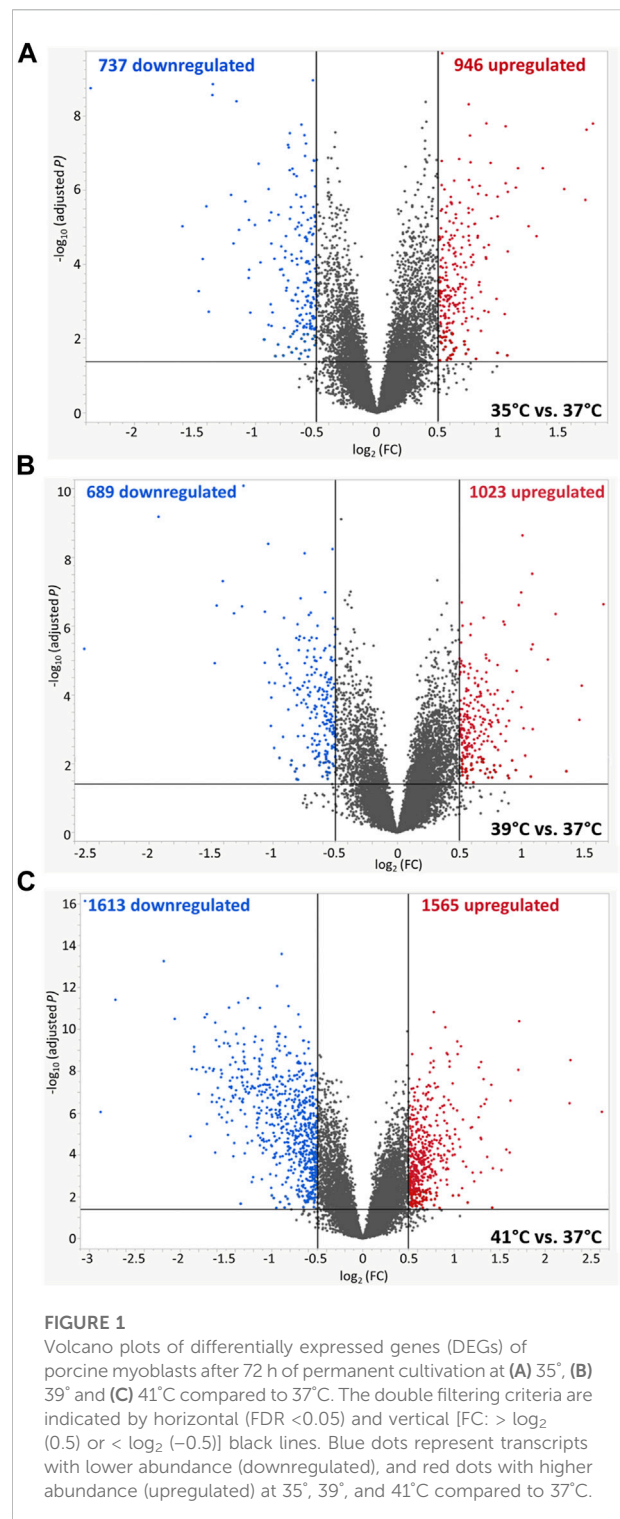 A
737 downregulated
946 upregulated
8
6
4
2
0
-log10 (adjusted P)
35°C vs. 37°C
-2
-1.5
-1
-0.5
0
0.5
1
1.5
log2 (FC)
B
689 downregulated
1023 upregulated
10
8
6
4
2
0
-log10 (adjusted P)
39°C vs. 37°C
-2.5
-2
-1.5
-1
-0.5
0
0.5
1
1.5
log2 (FC)
C
1613 downregulated
1565 upregulated
16
14
12
10
8
6
4
2
0
-log10 (adjusted P)
41°C vs. 37°C
-3
-2.5
-2
-1.5
-1
-0.5
0
0.5
1
1.5
2
2.5
log2 (FC)
FIGURE 1
Volcano plots of differentially expressed genes (DEGs) of
porcine myoblasts after 72 h of permanent cultivation at (A) 35°, (B)
39° and (C) 41°C compared to 37°C. The double filtering criteria are
indicated by horizontal (FDR <0.05) and vertical [FC: > log2
(0.5) or < log2 (−0.5)] black lines. Blue dots represent transcripts
with lower abundance (downregulated), and red dots with higher
abundance (upregulated) at 35°, 39°, and 41°C compared to 37°C.